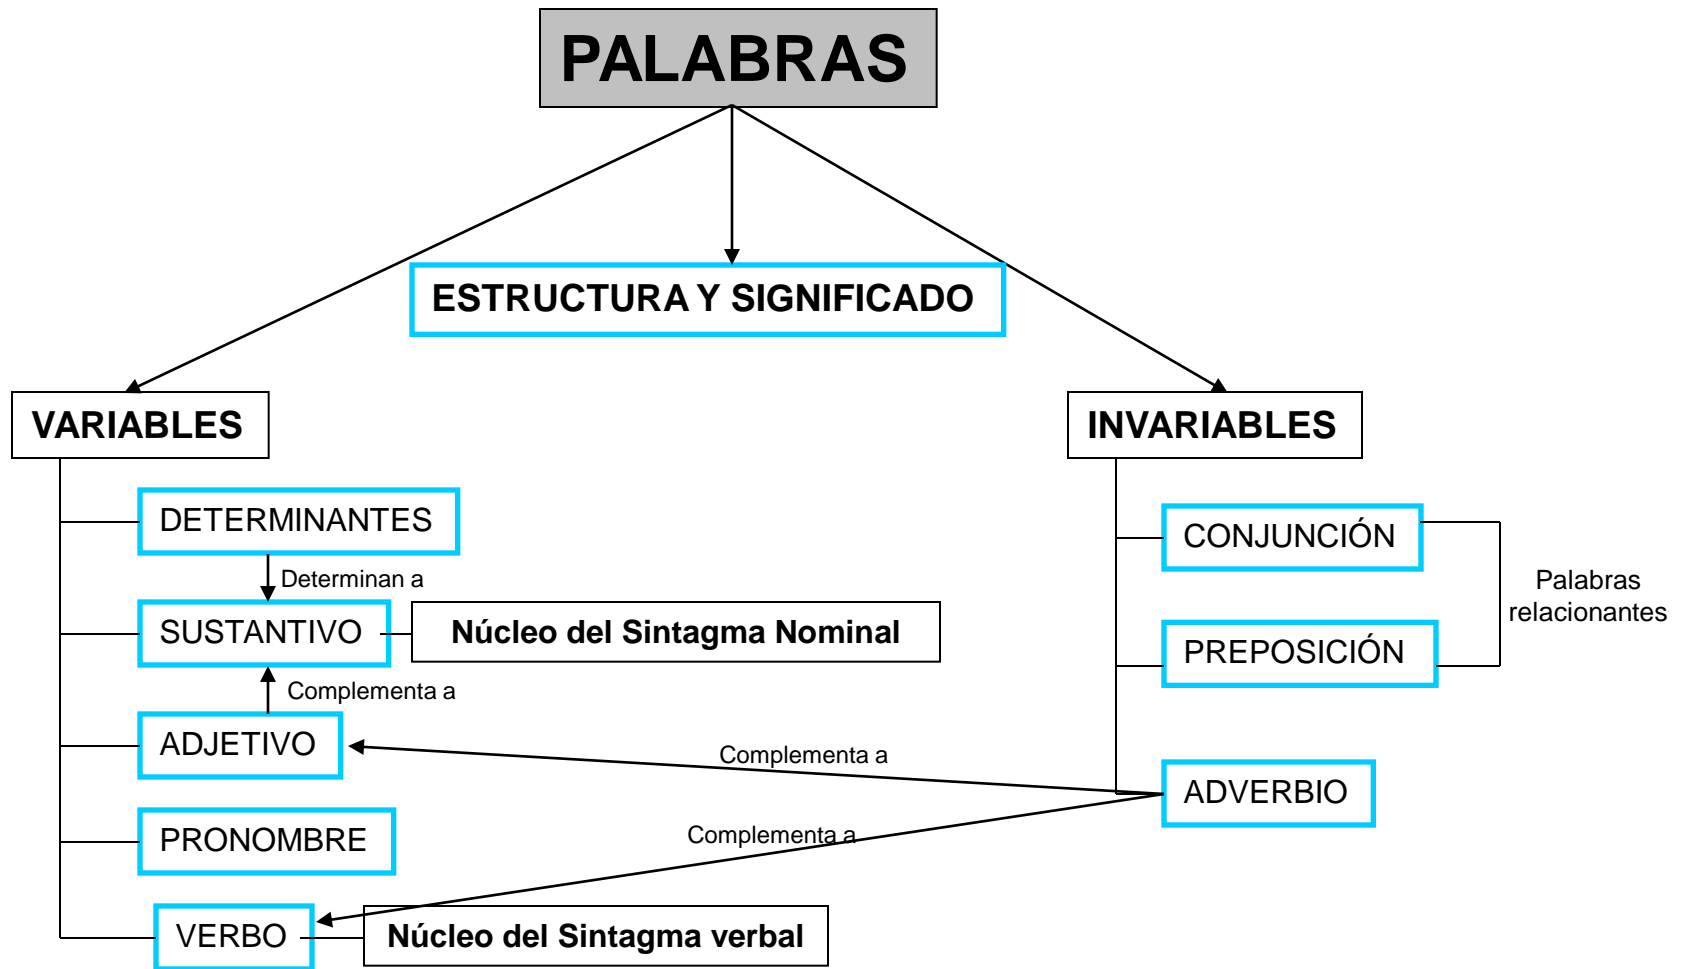 PALABRAS
ESTRUCTURA Y SIGNIFICADO
VARIABLES
INVARIABLES
DETERMINANTES
Determinan a
SUSTANTIVO
Núcleo del Sintagma Nominal
Complementa a
ADJETIVO
PRONOMBRE
VERBO
Núcleo del Sintagma verbal
Complementa a
Complementa a
CONJUNCIÓN
PREPOSICIÓN
ADVERBIO
Palabras
relacionantes